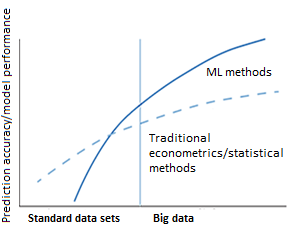 Prediction accuracy/model performance
ML methods
Traditional
econometrics/statistical
methods
Standard data sets
Big data